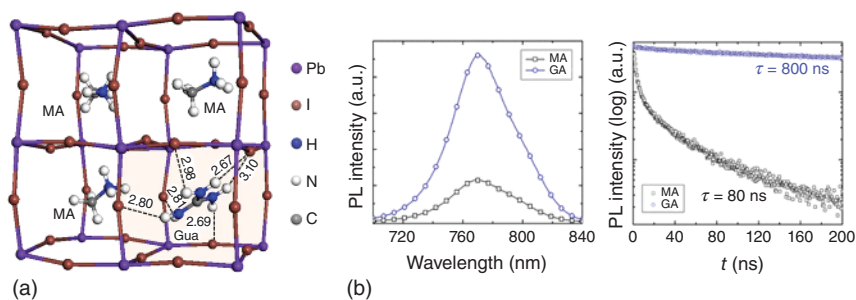 Pb
I
H
N
C
MA
MA
MA
Gua
2.98
2.67
3.10
2.80
2.69
(a)
PL intensity (a.u.)
MA
GA
720 760 800 840
Wavelength (nm)
(b)
PL intensity (log) (a.u.)
τ = 800 ns
τ = 80 ns
MA
GA
0 40 80 120 160 200
t (ns)